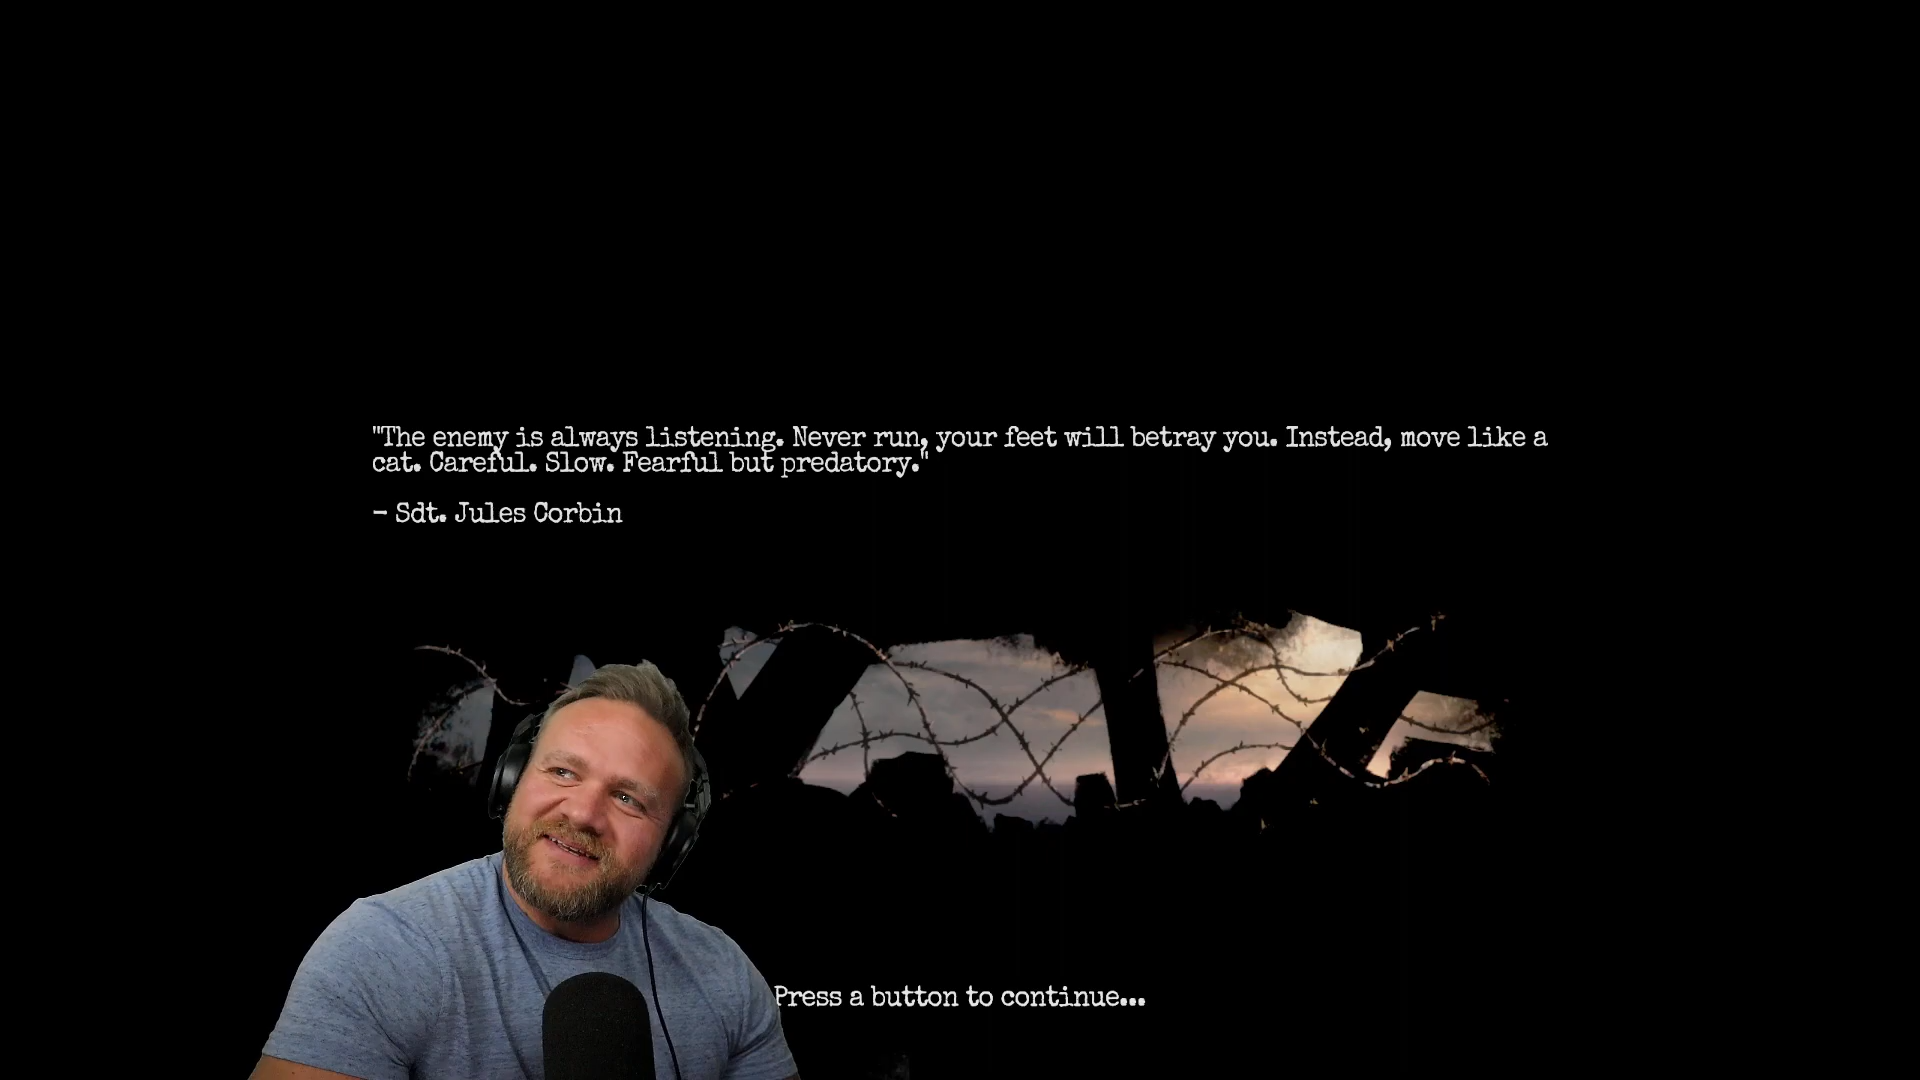 "The enemy is always listening. Never run, your feet will betray you. Instead, move like a
cat. Careful. Slow. Fearful but predatory."
- Sdt. Jules Corbin
Press a button to continue...